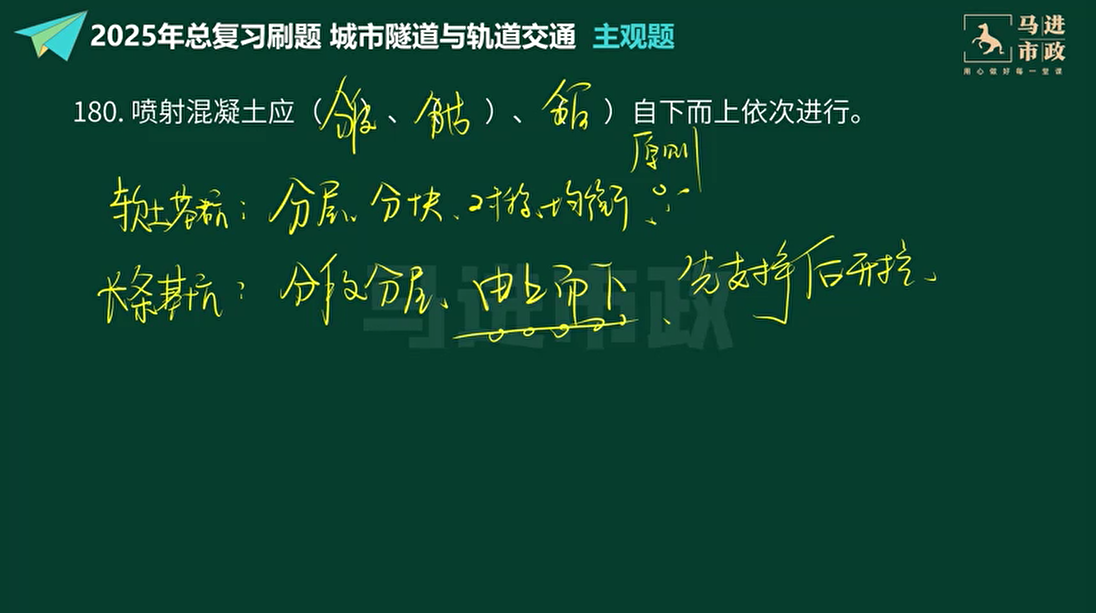 2025年总复习刷题 城市隧道与轨道交通 主观题
马进市政
用心做好每一堂课
180. 喷射混凝土应（分段、分片）、分层）自下而上依次进行。
原则
软土基坑：分层、分块、对称、均衡
长条基坑：分段分层、由上而下、先支撑后开挖、
马进市政